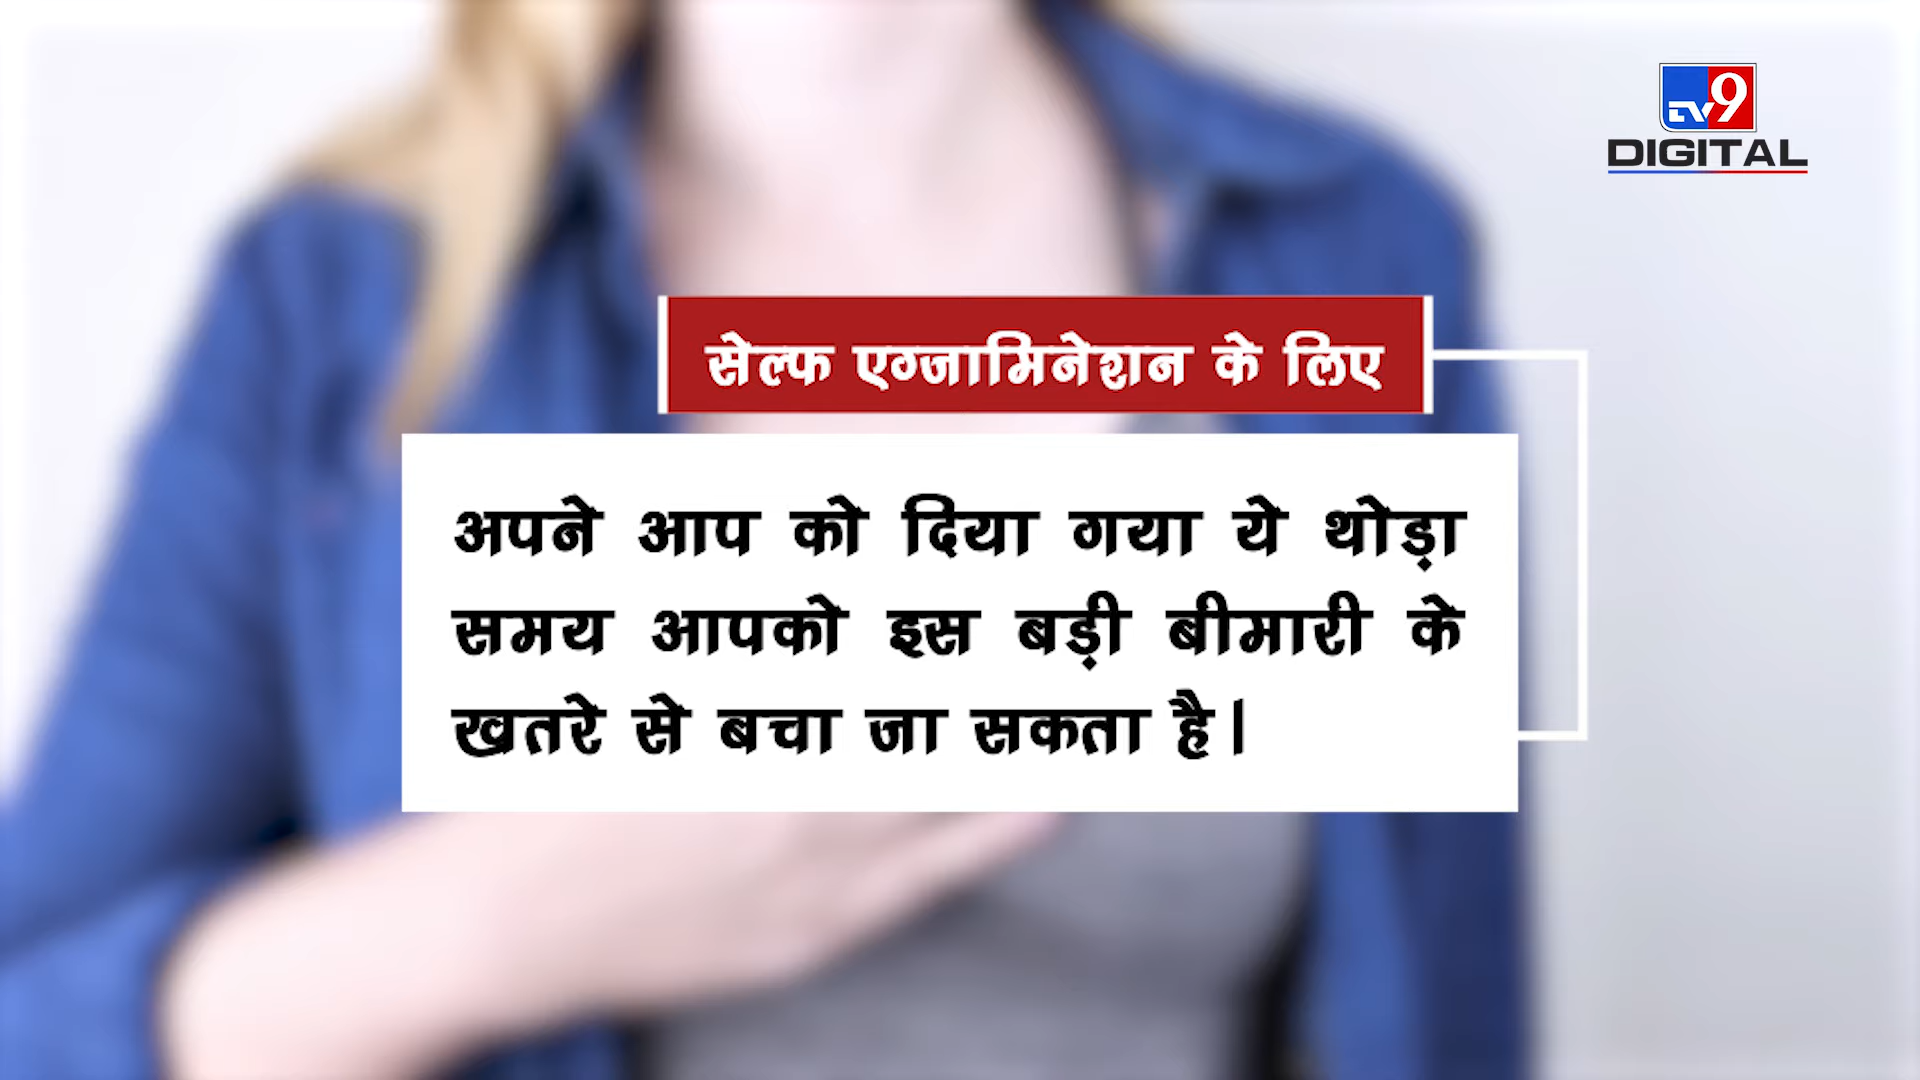 tv9
DIGITAL
सेल्फ एग्जामिनेशन के लिए
अपने आप को दिया गया ये थोड़ा
समय आपको इस बड़ी बीमारी के
खतरे से बचा जा सकता है।